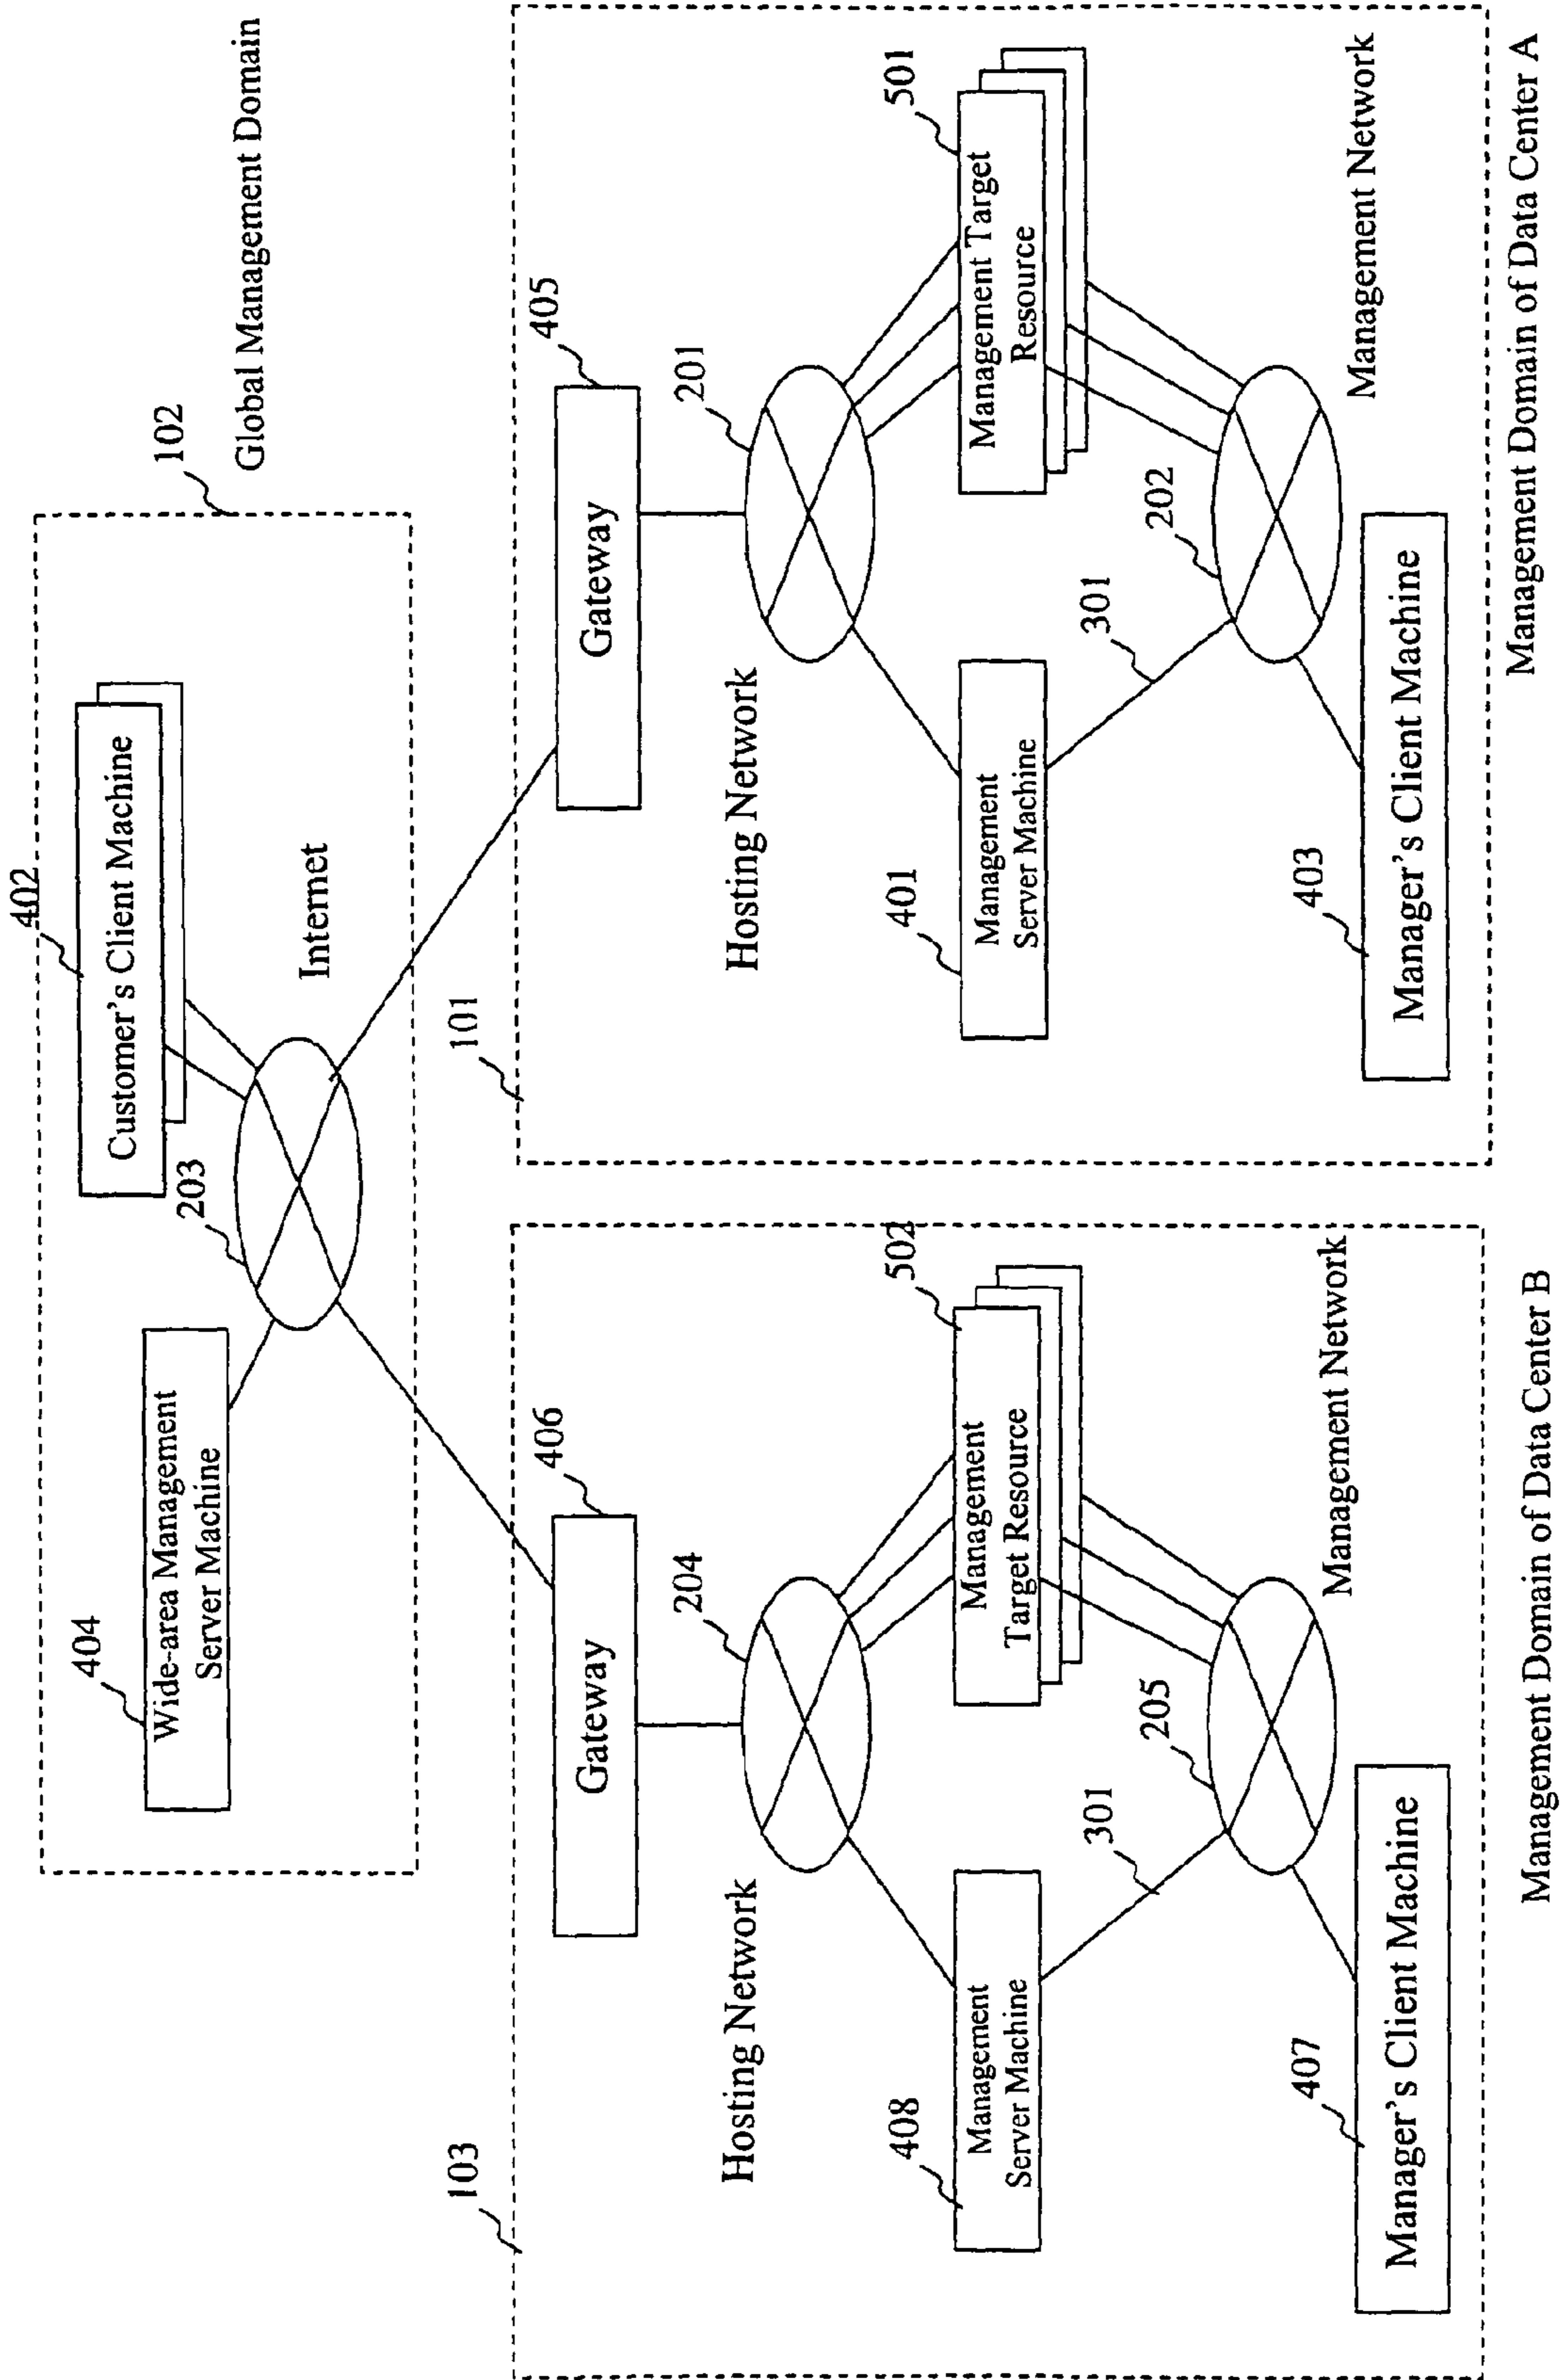 402
Customer's Client Machine
102
Global Management Domain
404
Wide-area Management
Server Machine
203
Internet
103
406
Gateway
Hosting Network
204
408
Management
Server Machine
502
Management
Target Resource
301
205
Management Network
407
Manager's Client Machine
Management Domain of Data Center B
101
405
Gateway
Hosting Network
201
401
Management
Server Machine
501
Management Target
Resource
301
202
Management Network
403
Manager's Client Machine
Management Domain of Data Center A